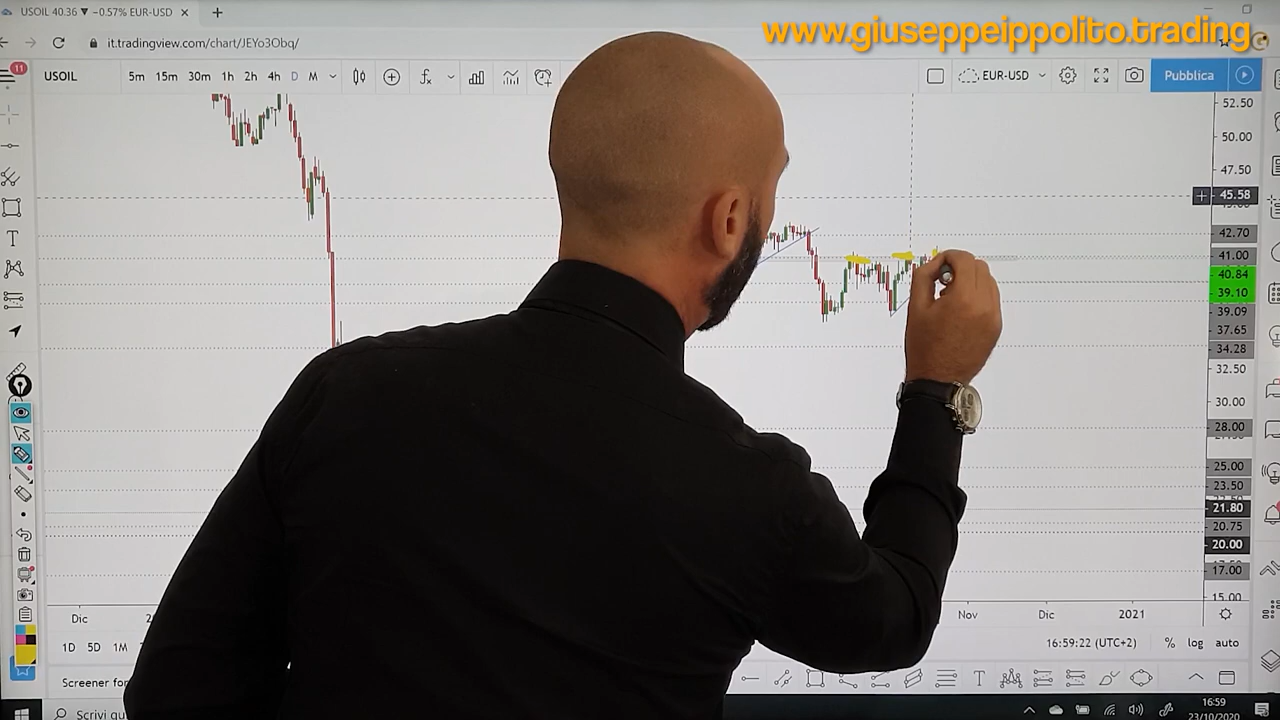 USOIL 40.36 ▼ −0.57% EUR-USD
www.giuseppeippolito.trading
it.tradingview.com/chart/JEYo3Obq/
11
USOIL 5m 15m 30m 1h 2h 4h D M EUR-USD Pubblica
52.50
50.00
47.50
45.58
42.70
41.00
40.84
39.10
39.09
37.65
34.28
32.50
30.00
28.00
25.00
23.50
21.80
20.75
20.00
17.00
15.00
Dic Nov Dic 2021
1D 5D 1M 16:59:22 (UTC+2) % log auto
Screener for
Scrivi qu 16:59
23/10/2020